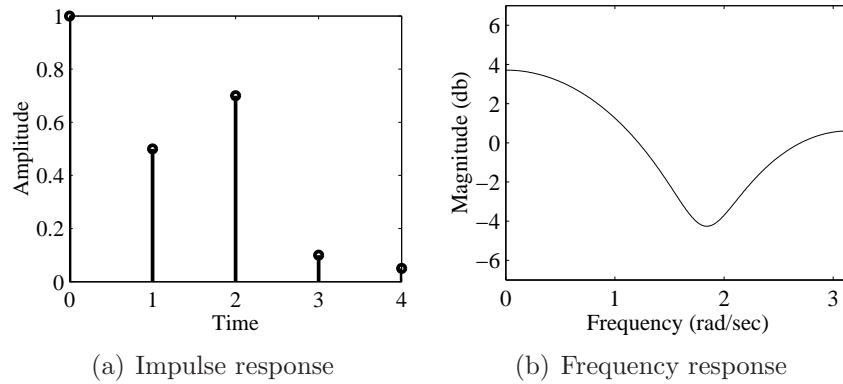 1
0.8
0.6
0.4
0.2
0
0 1 2 3 4
Amplitude
Time
(a) Impulse response
6
4
2
0
−2
−4
−6
0 1 2 3
Magnitude (db)
Frequency (rad/sec)
(b) Frequency response